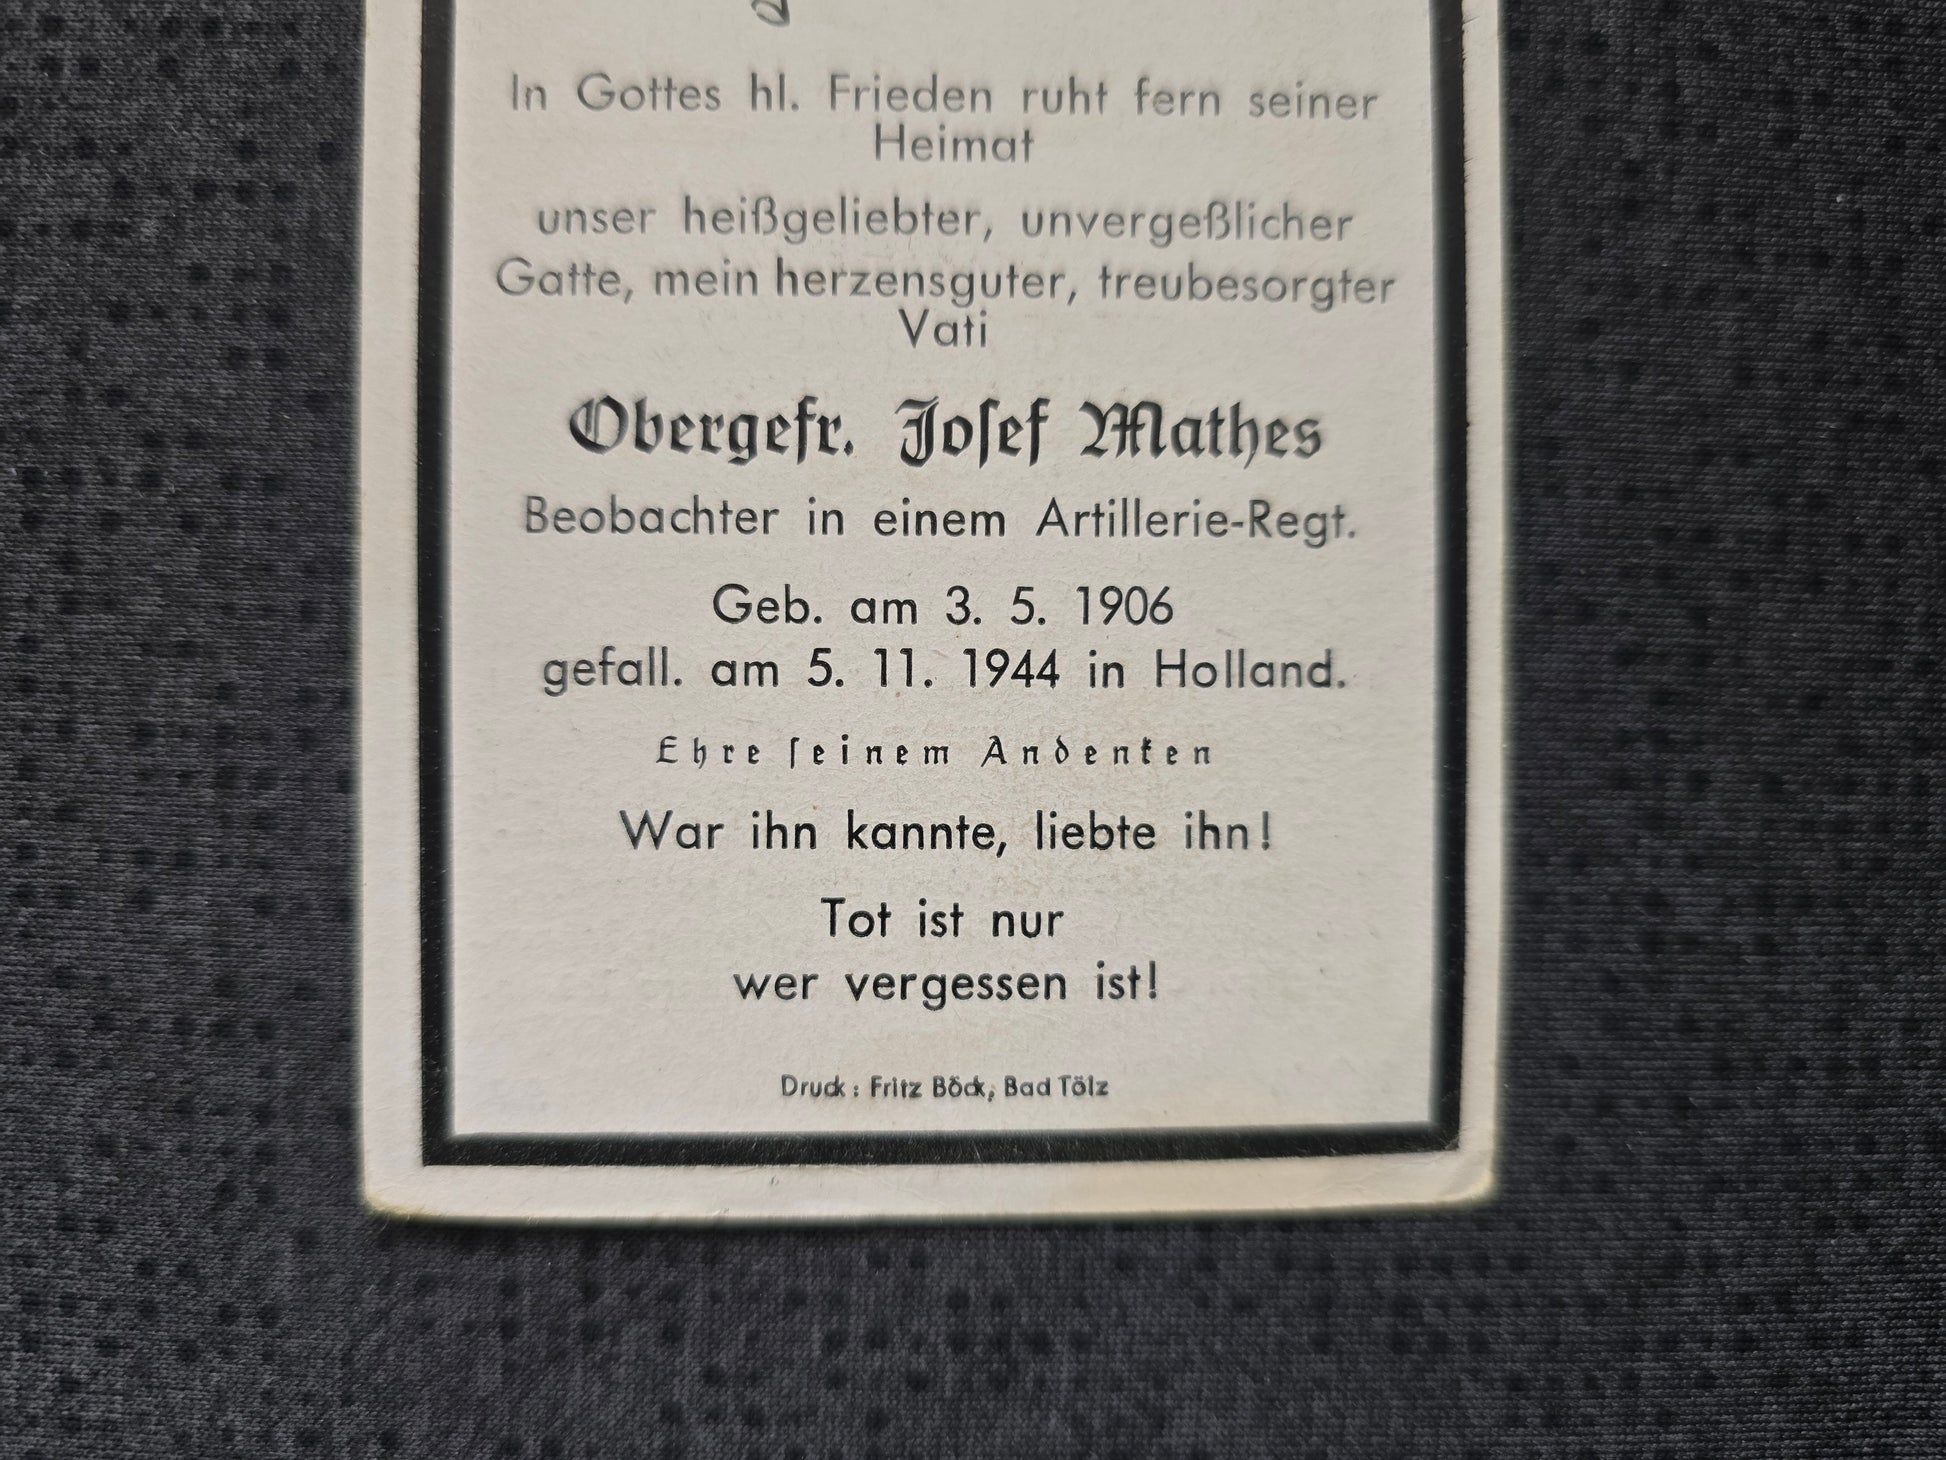 In Gottes hl. Frieden ruht fern seiner
Heimat
unser heißgeliebter, unvergeßlicher
Gatte, mein herzensguter, treubesorgter
Vati
Obergefr. Joſef Mathes
Beobachter in einem Artillerie-Regt.
Geb. am 3. 5. 1906
gefall. am 5. 11. 1944 in Holland.
Ehre ſeinem Andenken
War ihn kannte, liebte ihn!
Tot ist nur
wer vergessen ist!
Druck: Fritz Böck, Bad Tölz